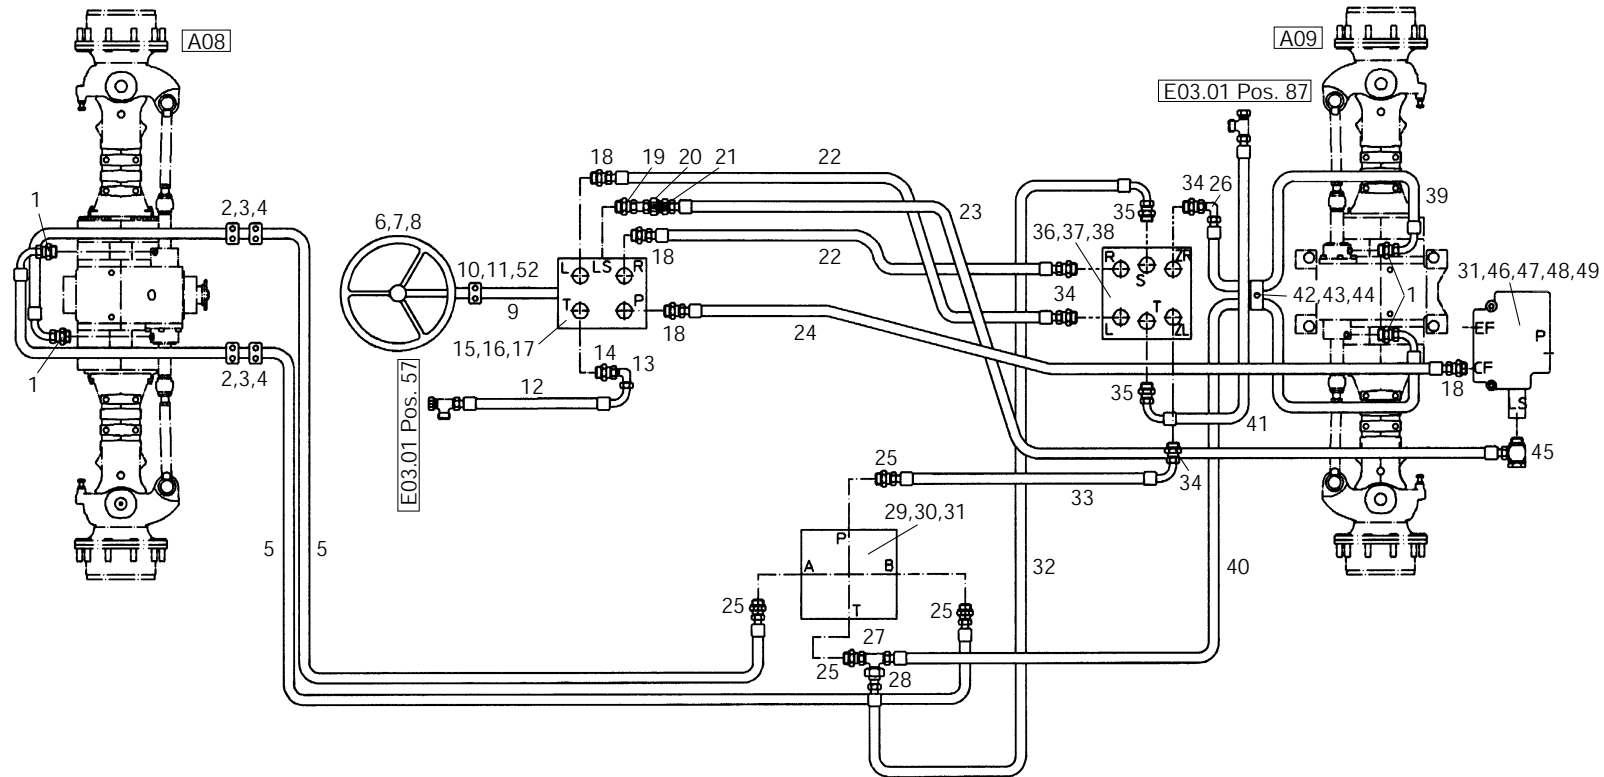 A08
A09
E03.01 Pos. 87
18
19
20
21
22
34
26
1
2,3,4
6,7,8
23
35
39
36,37,38
10,11,52
L
LS
R
18
22
R
S
ZR
31,46,47,48,49
9
T
P
34
T
42,43,44
1
EF
P
18
24
L
ZL
15,16,17
14
13
1
2,3,4
12
35
18
CF
LS
E03.01 Pos. 57
41
25
34
45
33
29,30,31
P
5
5
A
B
32
40
25
25
T
27
25
28